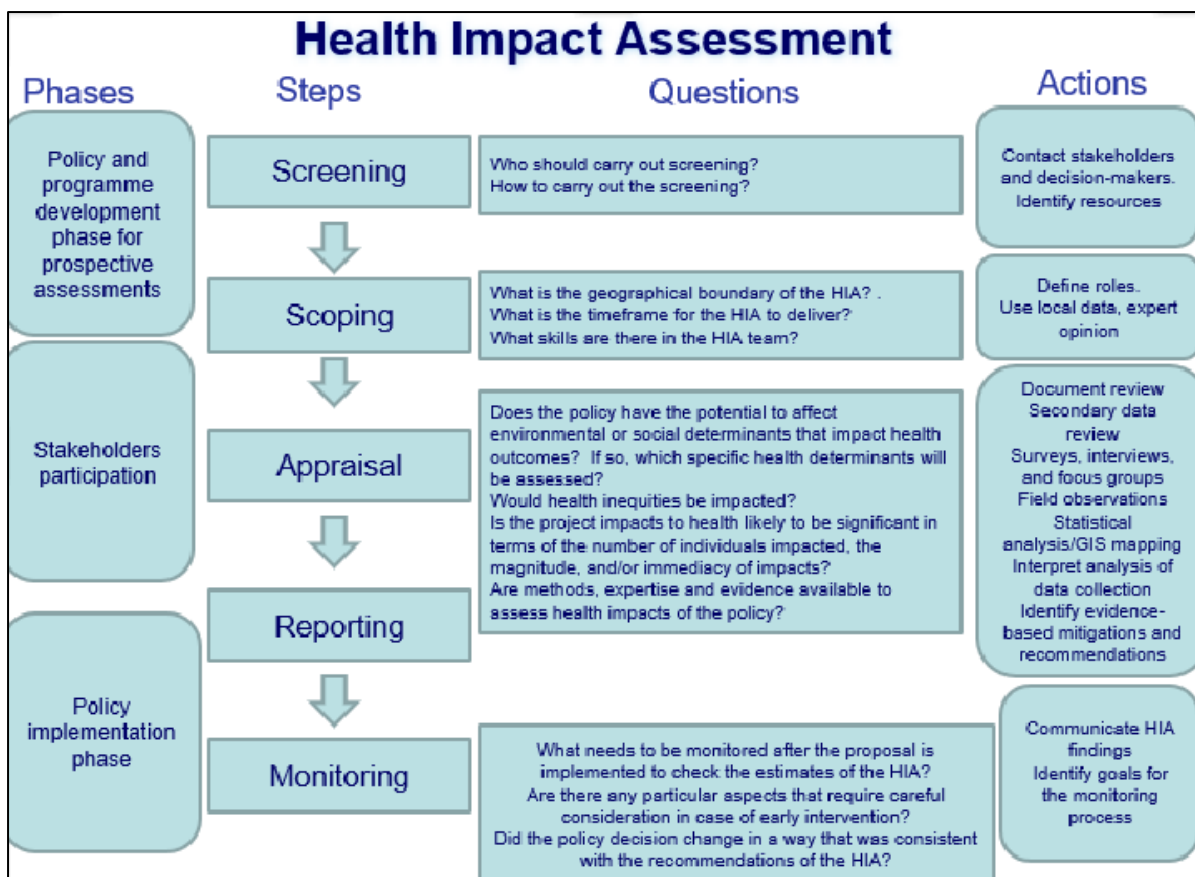 Health Impact Assessment
Phases
Steps
Questions
Actions
Policy and
programme
development
phase for
prospective
assessments
Screening
Who should carry out screening?
How to carry out the screening?
Contact stakeholders
and decision-makers.
Identify resources
Scoping
What is the geographical boundary of the HIA? .
What is the timeframe for the HIA to deliver?
What skills are there in the HIA team?
Define roles.
Use local data, expert
opinion
Stakeholders
participation
Appraisal
Does the policy have the potential to affect
environmental or social determinants that impact health
outcomes? If so, which specific health determinants will
be assessed?
Would health inequities be impacted?
Is the project impacts to health likely to be significant in
terms of the number of individuals impacted, the
magnitude, and/or immediacy of impacts?
Are methods, expertise and evidence available to
assess health impacts of the policy?
Document review
Secondary data
review
Surveys, interviews,
and focus groups
Field observations
Statistical
analysis/GIS mapping
Interpret analysis of
data collection
Identify evidence-
based mitigations and
recommendations
Reporting
Policy
implementation
phase
Monitoring
What needs to be monitored after the proposal is
implemented to check the estimates of the HIA?
Are there any particular aspects that require careful
consideration in case of early intervention?
Did the policy decision change in a way that was consistent
with the recommendations of the HIA?
Communicate HIA
findings
Identify goals for
the monitoring
process